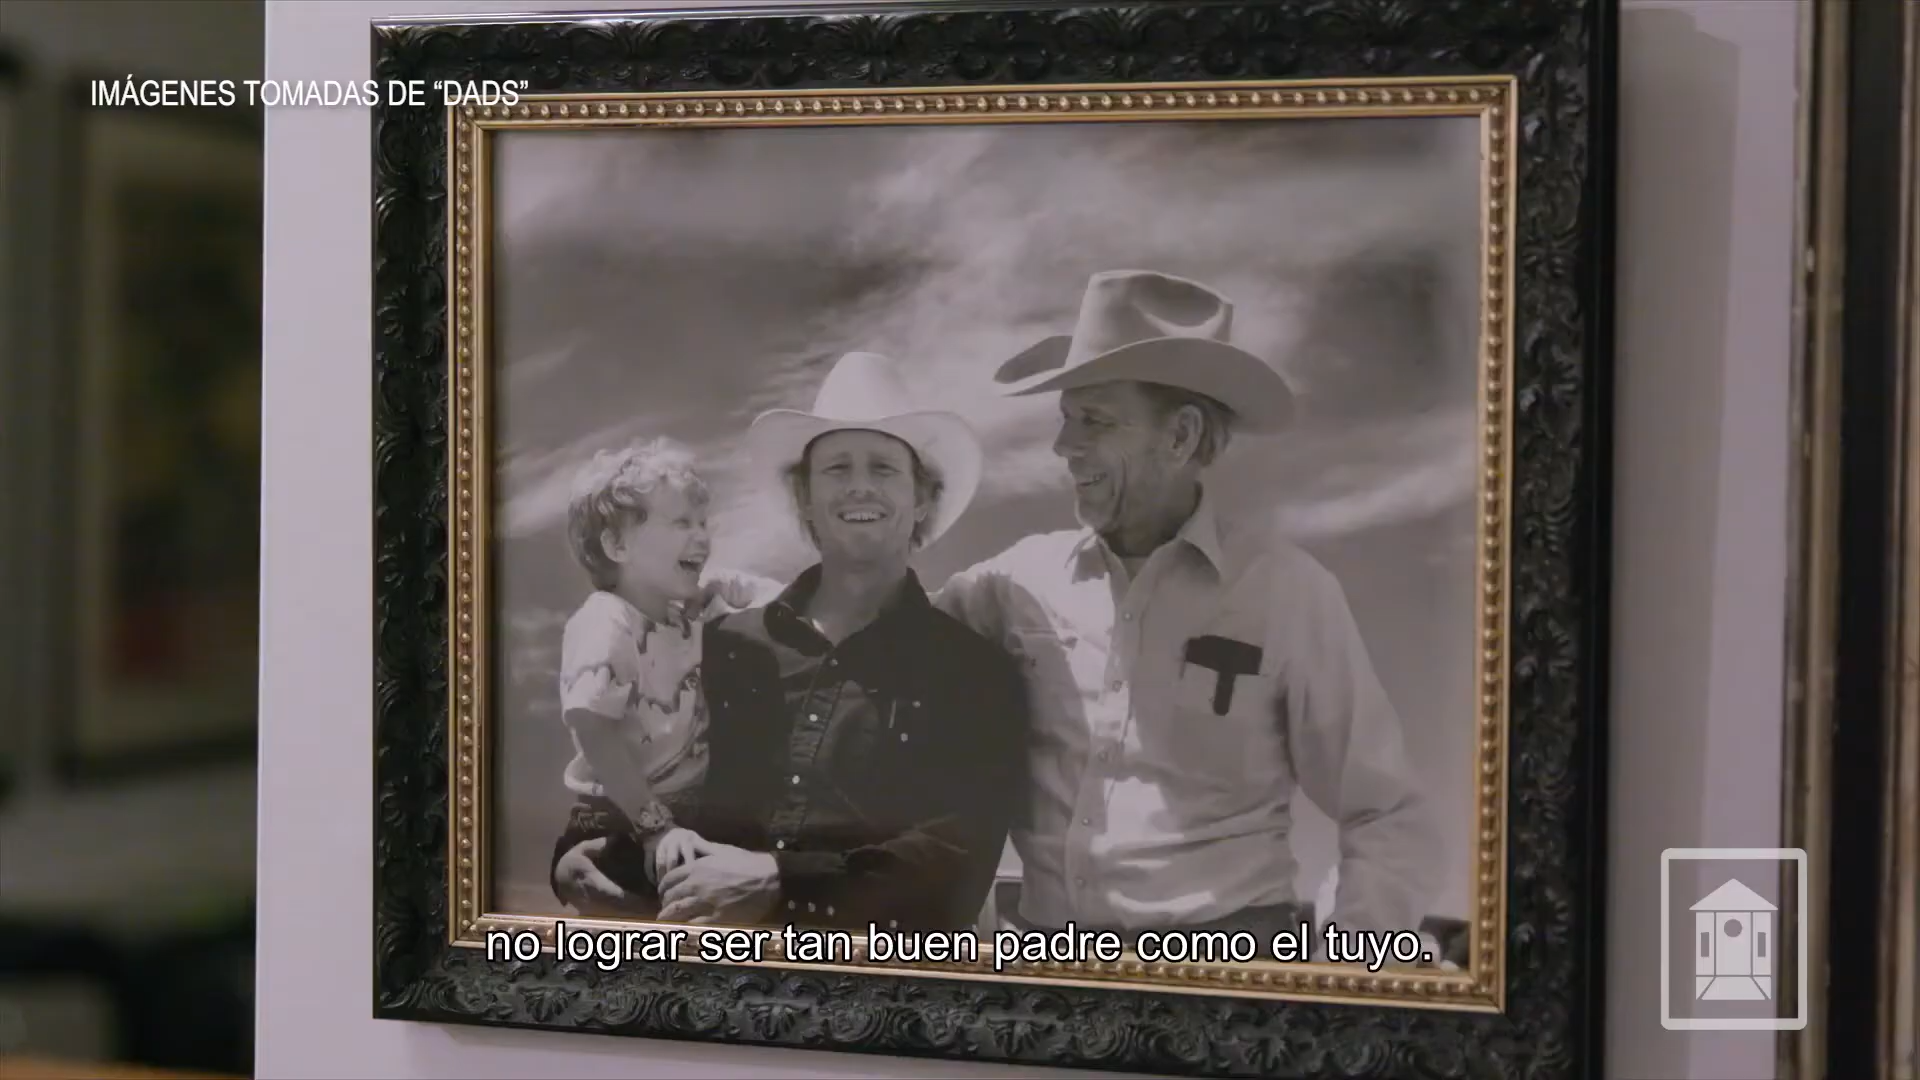 IMÁGENES TOMADAS DE “DADS”
no lograr ser tan buen padre como el tuyo.